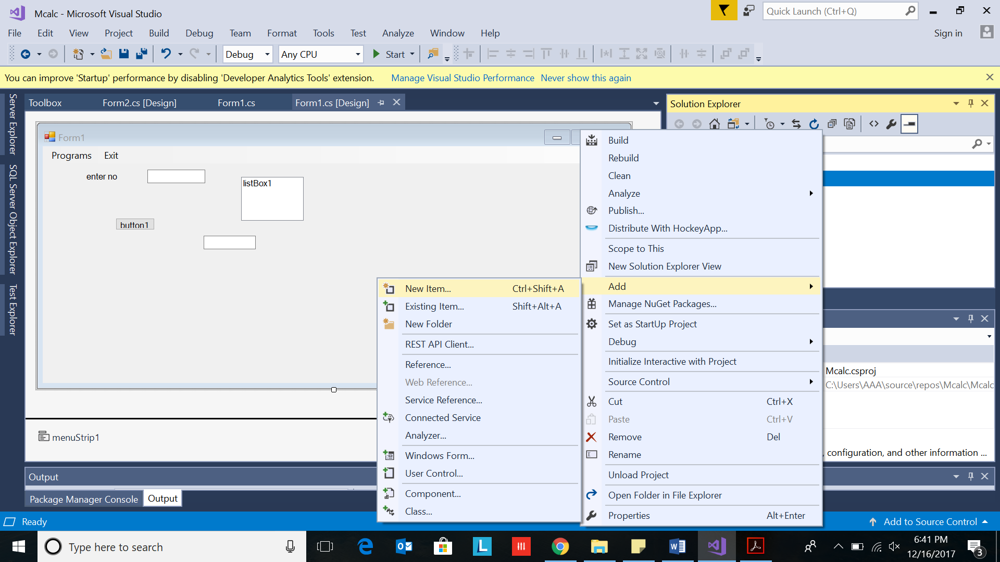 Mcalc - Microsoft Visual Studio
Quick Launch (Ctrl+Q)
File Edit View Project Build Debug Team Format Tools Test Analyze Window Help
Sign in
Debug Any CPU Start
You can improve 'Startup' performance by disabling 'Developer Analytics Tools' extension. Manage Visual Studio Performance Never show this again
Server Explorer
SQL Server Object Explorer
Test Explorer
Toolbox Form2.cs [Design] Form1.cs Form1.cs [Design]
Form1
Programs Exit
enter no
listBox1
button1
menuStrip1
Output
Package Manager Console Output
Solution Explorer
Build
Rebuild
Clean
Analyze
Publish...
Distribute With HockeyApp...
Scope to This
New Solution Explorer View
Add
Manage NuGet Packages...
Set as StartUp Project
Debug
Initialize Interactive with Project
Source Control
Cut Ctrl+X
Paste Ctrl+V
Remove Del
Rename
Unload Project
Open Folder in File Explorer
Properties Alt+Enter
New Item... Ctrl+Shift+A
Existing Item... Shift+Alt+A
New Folder
REST API Client...
Reference...
Web Reference...
Service Reference...
Connected Service
Analyzer...
Windows Form...
User Control...
Component...
Class...
Mcalc.csproj
C:\Users\AAA\source\repos\Mcalc\Mcalc
, configuration, and other information ...
Ready
Add to Source Control
Type here to search
6:41 PM
12/16/2017
3